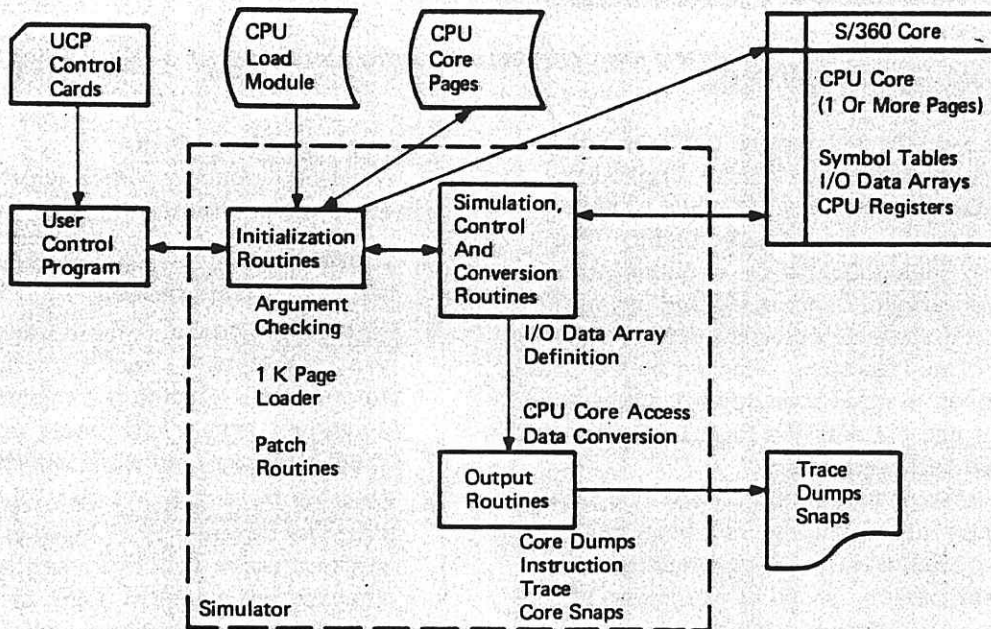 UCP
Control
Cards
CPU
Load
Module
CPU
Core
Pages
S/360 Core
CPU Core
(1 Or More Pages)
Symbol Tables
I/O Data Arrays
CPU Registers
User
Control
Program
Initialization
Routines
Argument
Checking
1 K Page
Loader
Patch
Routines
Simulation,
Control
And
Conversion
Routines
I/O Data Array
Definition
CPU Core Access
Data Conversion
Output
Routines
Core Dumps
Instruction
Trace
Core Snaps
Trace
Dumps
Snaps
Simulator